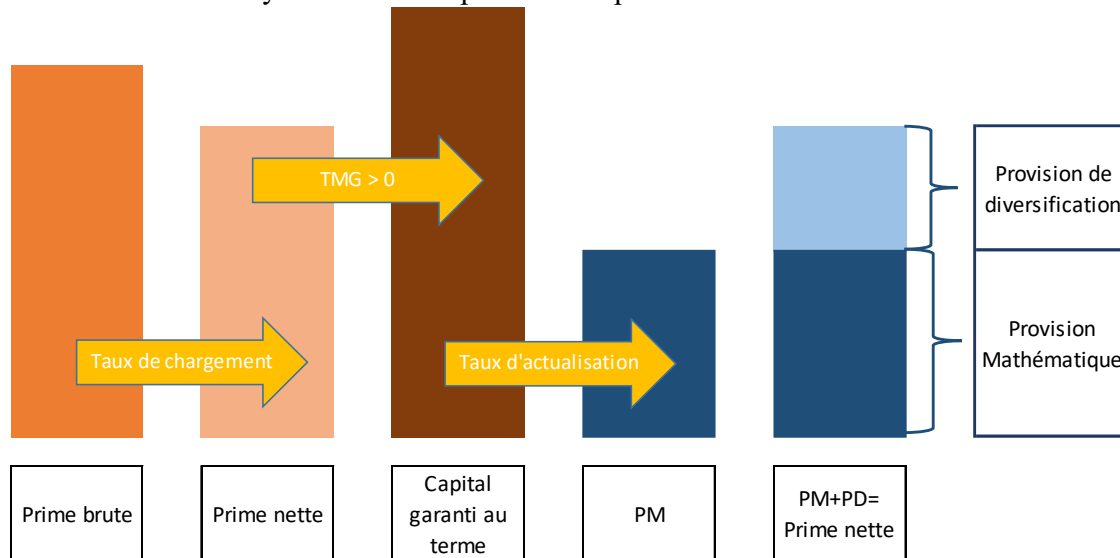 TMG > 0
Provision de
diversification
Taux de chargement
Taux d'actualisation
Provision
Mathématique
Prime brute
Prime nette
Capital
garanti au
terme
PM
PM+PD=
Prime nette